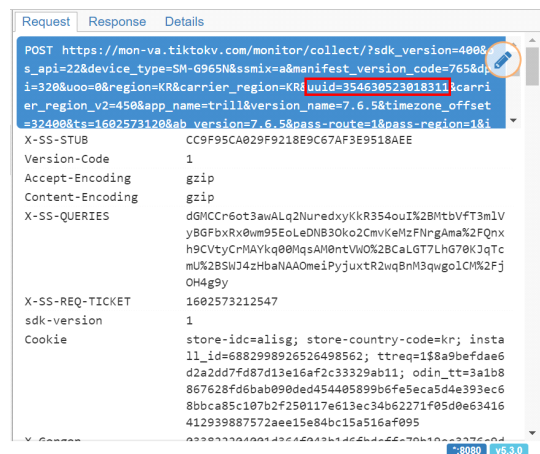 Request Response Details
POST https://mon-va.tiktokv.com/monitor/collect/?sdk_version=400&o
s_api=22&device_type=SM-G965N&ssmix=a&manifest_version_code=765&dp
i=320&uoo=0&region=KR&carrier_region=KR&uuid=354630523018311&carri
er_region_v2=450&app_name=trill&version_name=7.6.5&timezone_offset
=32400&ts=1602573120&ab_version=7.6.5&pass-route=1&pass-region=1&i
X-SS-STUB CC9F95CA029F9218E9C67AF3E9518AEE
Version-Code 1
Accept-Encoding gzip
Content-Encoding gzip
X-SS-QUERIES dGMCCr6ot3awALq2NuredxyKkR354ouI%2BMtbVfT3mlV
yBGFbxRx0wm95EoLeDNB3Oko2CmvKeMzFNrgAma%2FQnx
h9CVtyCrMAYkq00MqsAM0ntVWO%2BCaLGT7LhG70KJqTc
mU%2BSWJ4zHbaNAAOmeiPyjuxtR2wqBnM3qwgolCM%2Fj
OH4g9y
X-SS-REQ-TICKET 1602573212547
sdk-version 1
Cookie store-idc=alisg; store-country-code=kr; insta
ll_id=6882998926526498562; ttreq=1$8a9befdae6
d2a2dd7fd87d13e16af2c33329ab11; odin_tt=3a1b8
867628fd6bab090ded454405899b6fe5eca5d4e393ec6
8bbca85c107b2f250117e613ec34b62271f05d0e63416
412939887572aee15e84bc15a516af095
X-Gorgon
*:8080 v5.3.0